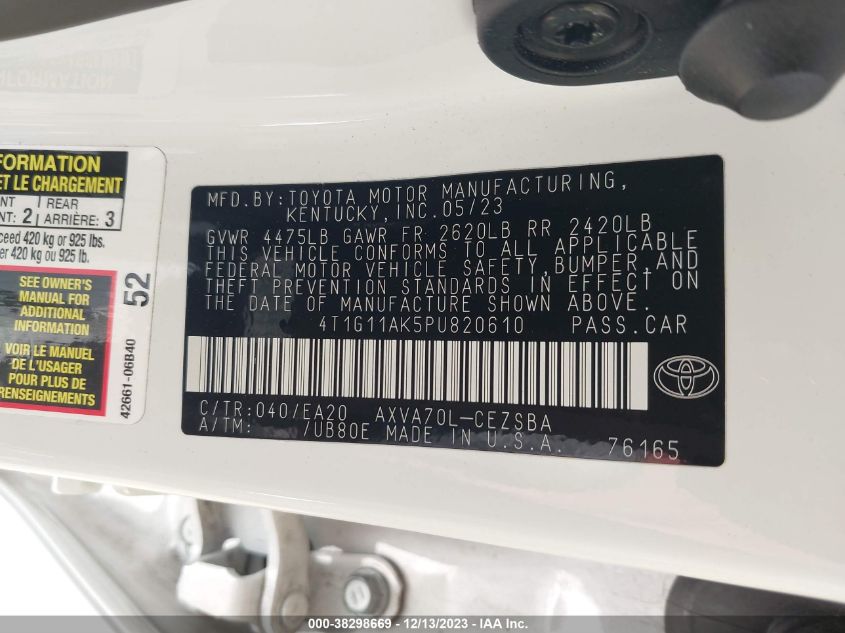 FORMATION
ET LE CHARGEMENT
NT REAR
NT: 2 ARRIÈRE: 3
ceed 420 kg or 925 lbs.
er 420 kg ou 925 lb.
SEE OWNER'S
MANUAL FOR
ADDITIONAL
INFORMATION
VOIR LE MANUEL
DE L'USAGER
POUR PLUS DE
RENSEIGNEMENTS
52
42661-06B40
MFD.BY:TOYOTA MOTOR MANUFACTURING,
KENTUCKY,INC.05/23
GVWR 4475LB GAWR FR 2620LB RR 2420LB
THIS VEHICLE CONFORMS TO ALL APPLICABLE
FEDERAL MOTOR VEHICLE SAFETY,BUMPER,AND
THEFT PREVENTION STANDARDS IN EFFECT ON
THE DATE OF MANUFACTURE SHOWN ABOVE.
4T1G11AK5PU820610 PASS.CAR
C/TR:040/EA20 AXVA70L-CEZSBA
A/TM: /UB80E MADE IN U.S.A. 76165
000-38298669 - 12/13/2023 - IAA Inc.